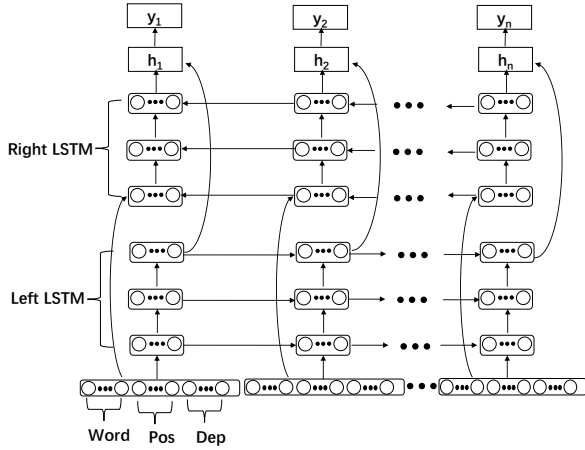 y1 y2 yn
h1 h2 hn
Right LSTM
Left LSTM
Word Pos Dep